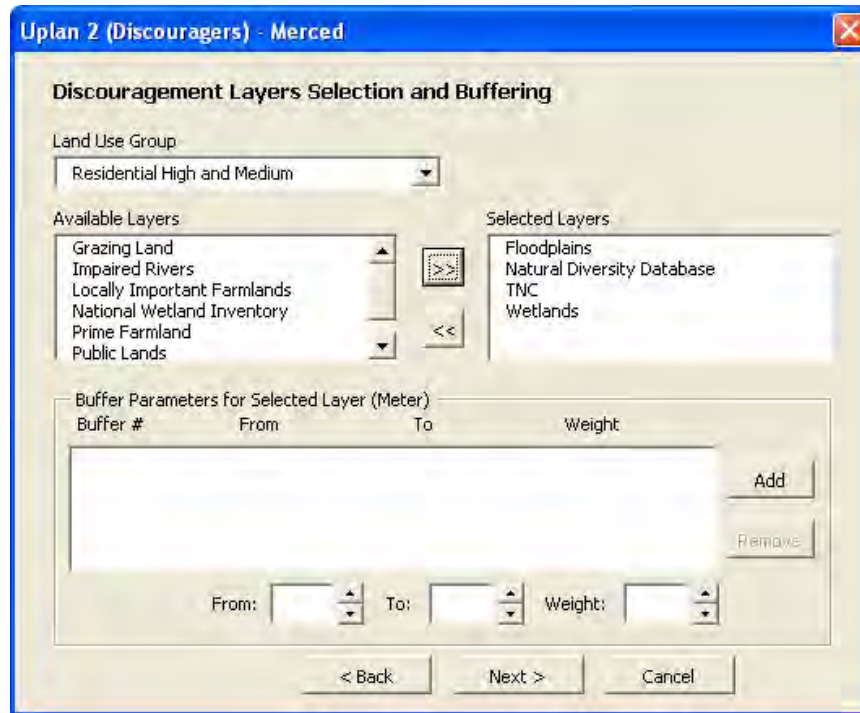 Uplan 2 (Discouragers) - Merced
Discouragement Layers Selection and Buffering
Land Use Group
Residential High and Medium
Available Layers
Selected Layers
Grazing Land
Impaired Rivers
Locally Important Farmlands
National Wetland Inventory
Prime Farmland
Public Lands
>>
<<
Floodplains
Natural Diversity Database
TNC
Wetlands
Buffer Parameters for Selected Layer (Meter)
Buffer # From To Weight
Add
Remove
From: To: Weight:
< Back Next > Cancel